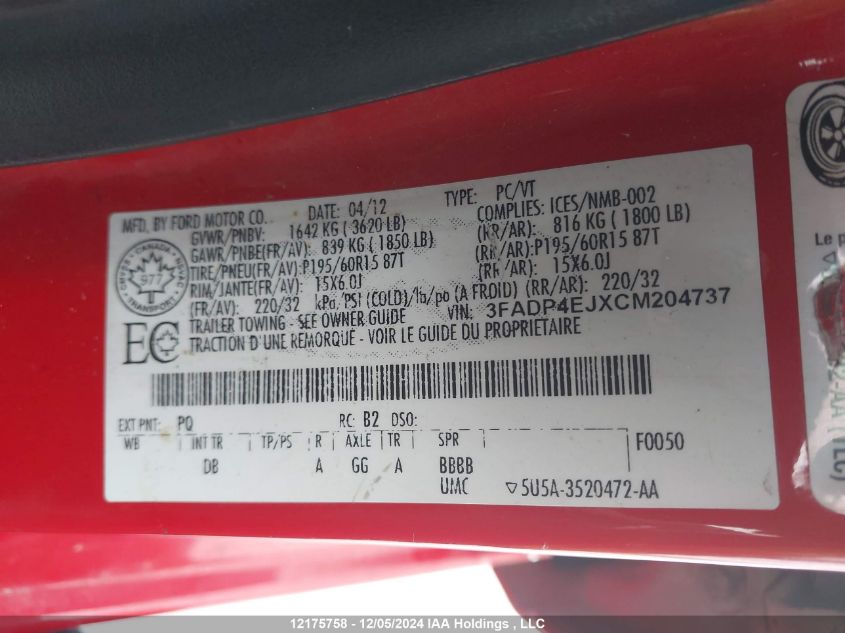 MFD. BY FORD MOTOR CO. DATE: 04/12 TYPE: PC/VT
GVWR/PNBV: 1642 KG ( 3620 LB) COMPLIES: ICES/NMB-002
GAWR/PNBE(FR/AV): 839 KG ( 1850 LB) (RR/AR): 816 KG ( 1800 LB)
TIRE/PNEU(FR/AV):P195/60R15 87T (RR/AR):P195/60R15 87T
RIM/JANTE(FR/AV): 15X6.0J (RR/AR): 15X6.0J
(FR/AV): 220/32 kPa/PSI (COLD)/lb/po (A FROID) (RR/AR): 220/32
TRAILER TOWING - SEE OWNER GUIDE VIN: 3FADP4EJXCM204737
TRACTION D'UNE REMORQUE - VOIR LE GUIDE DU PROPRIETAIRE
CANADA
977
TRANSPORT
EC
EXT PNT: PQ RC: B2 DSO:
WB INT TR TP/PS R AXLE TR SPR F0050
DB A GG A BBBB
UMC ▽5U5A-3520472-AA
Le p
12175758 - 12/05/2024 IAA Holdings , LLC